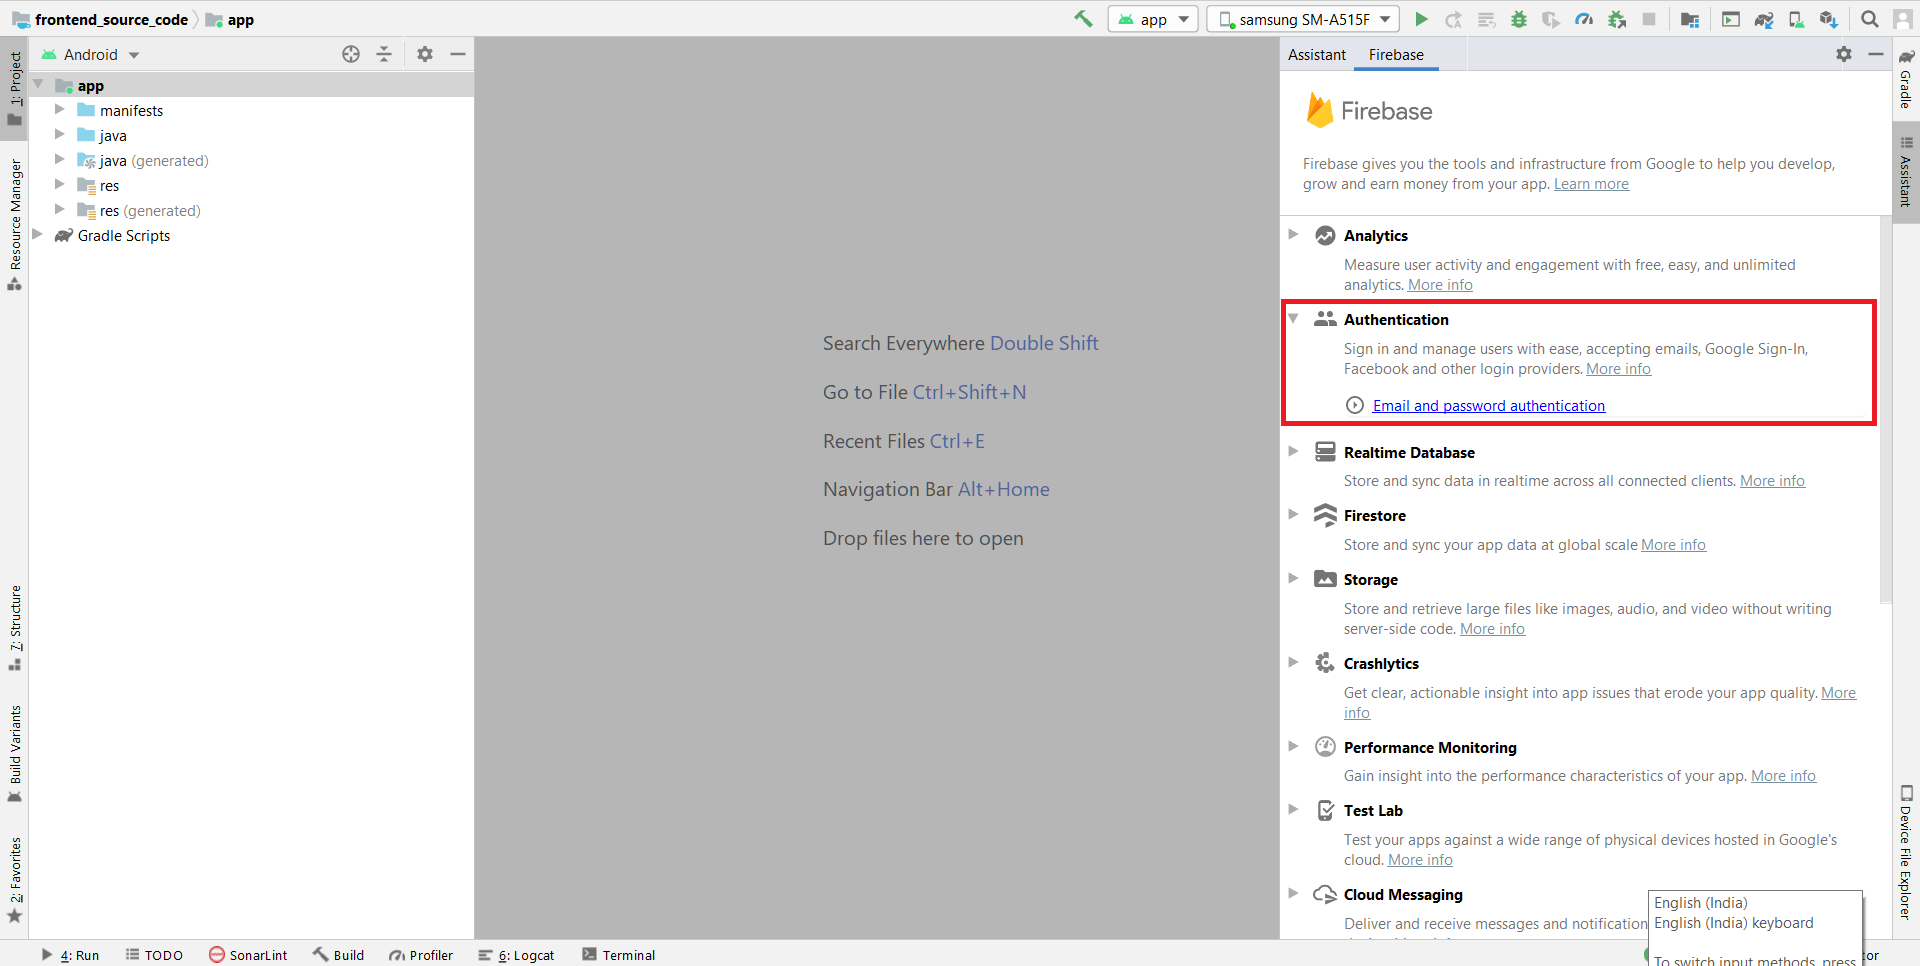 frontend_source_code
app
app
samsung SM-A515F
1: Project
Resource Manager
7: Structure
Build Variants
2: Favorites
Android
app
manifests
java
java (generated)
res
res (generated)
Gradle Scripts
Search Everywhere Double Shift
Go to File Ctrl+Shift+N
Recent Files Ctrl+E
Navigation Bar Alt+Home
Drop files here to open
Assistant
Firebase
Firebase
Firebase gives you the tools and infrastructure from Google to help you develop,
grow and earn money from your app. Learn more
Analytics
Measure user activity and engagement with free, easy, and unlimited
analytics. More info
Authentication
Sign in and manage users with ease, accepting emails, Google Sign-In,
Facebook and other login providers. More info
Email and password authentication
Realtime Database
Store and sync data in realtime across all connected clients. More info
Firestore
Store and sync your app data at global scale More info
Storage
Store and retrieve large files like images, audio, and video without writing
server-side code. More info
Crashlytics
Get clear, actionable insight into app issues that erode your app quality. More
info
Performance Monitoring
Gain insight into the performance characteristics of your app. More info
Test Lab
Test your apps against a wide range of physical devices hosted in Google's
cloud. More info
Cloud Messaging
Deliver and receive messages and notification
English (India)
English (India) keyboard
To switch input methods, press
Gradle
Assistant
Device File Explorer
4: Run
TODO
SonarLint
Build
Profiler
6: Logcat
Terminal